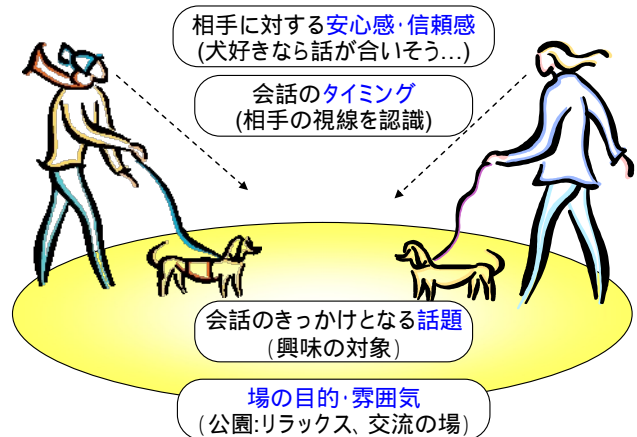 相手に対する安心感･信頼感
(犬好きなら話が合いそう…)
会話のタイミング
(相手の視線を認識)
会話のきっかけとなる話題
(興味の対象)
場の目的･雰囲気
(公園:リラックス、交流の場)